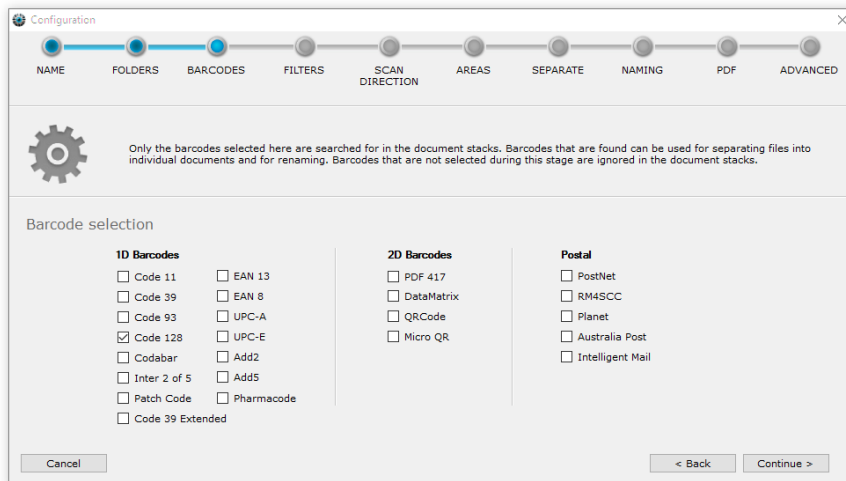 Configuration
NAME
FOLDERS
BARCODES
FILTERS
SCAN
DIRECTION
AREAS
SEPARATE
NAMING
PDF
ADVANCED
Only the barcodes selected here are searched for in the document stacks. Barcodes that are found can be used for separating files into
individual documents and for renaming. Barcodes that are not selected during this stage are ignored in the document stacks.
Barcode selection
1D Barcodes
Code 11
Code 39
Code 93
Code 128
Codabar
Inter 2 of 5
Patch Code
Code 39 Extended
EAN 13
EAN 8
UPC-A
UPC-E
Add2
Add5
Pharmacode
2D Barcodes
PDF 417
DataMatrix
QRCode
Micro QR
Postal
PostNet
RM4SCC
Planet
Australia Post
Intelligent Mail
Cancel
< Back
Continue >